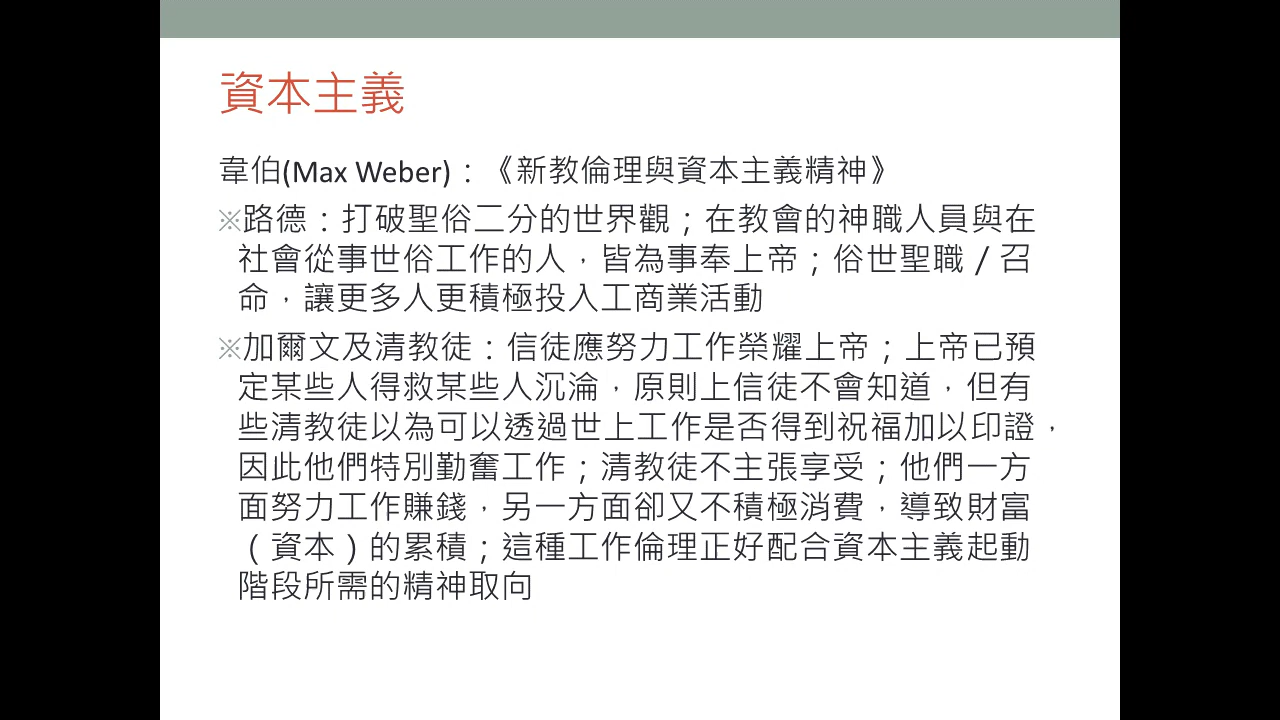 資本主義
韋伯(Max Weber)：《新教倫理與資本主義精神》
※路德：打破聖俗二分的世界觀；在教會的神職人員與在
社會從事世俗工作的人，皆為事奉上帝；俗世聖職／召
命，讓更多人更積極投入工商業活動
※加爾文及清教徒：信徒應努力工作榮耀上帝；上帝已預
定某些人得救某些人沉淪，原則上信徒不會知道，但有
些清教徒以為可以透過世上工作是否得到祝福加以印證，
因此他們特別勤奮工作；清教徒不主張享受；他們一方
面努力工作賺錢，另一方面卻又不積極消費，導致財富
（資本）的累積；這種工作倫理正好配合資本主義起動
階段所需的精神取向